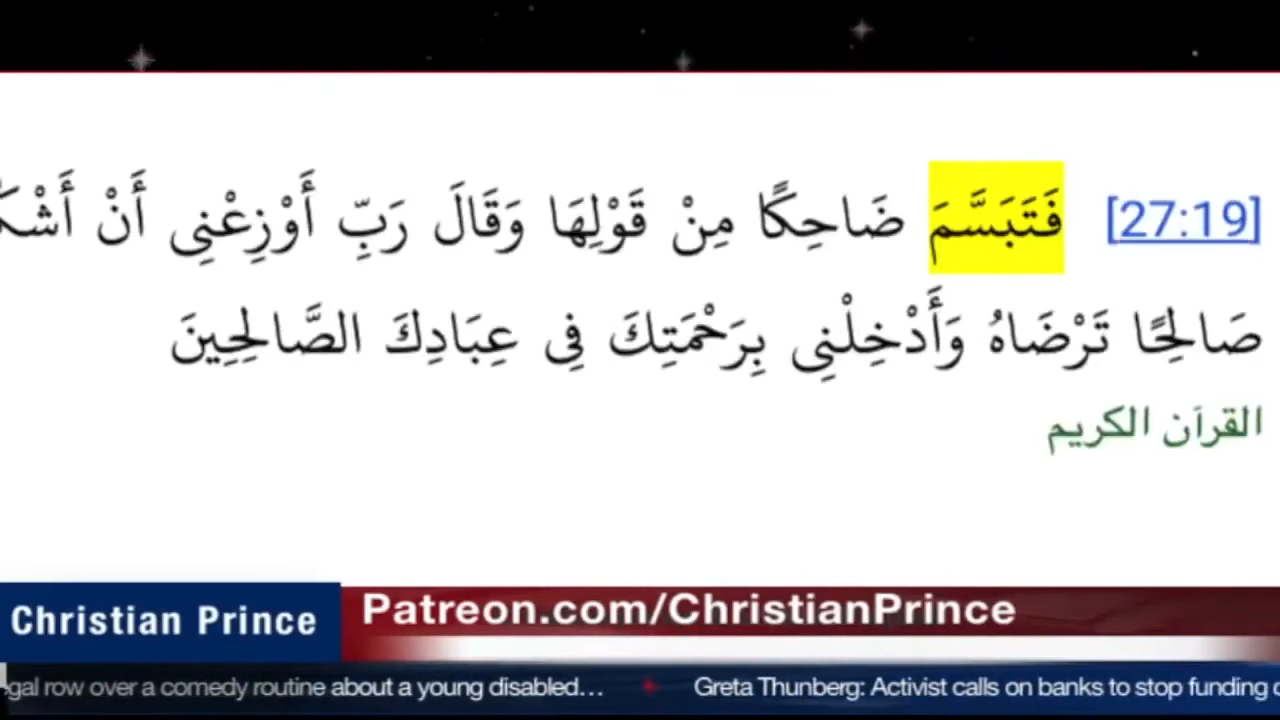 [27:19] فَتَبَسَّمَ ضَاحِكًا مِنْ قَوْلِهَا وَقَالَ رَبِّ أَوْزِعْنِى أَنْ
صَالِحًا تَرْضَاهُ وَأَدْخِلْنِى بِرَحْمَتِكَ فِى عِبَادِكَ الصَّالِحِينَ
القرآن الكريم
Christian Prince
Patreon.com/ChristianPrince
gal row over a comedy routine about a young disabled... Greta Thunberg: Activist calls on banks to stop funding